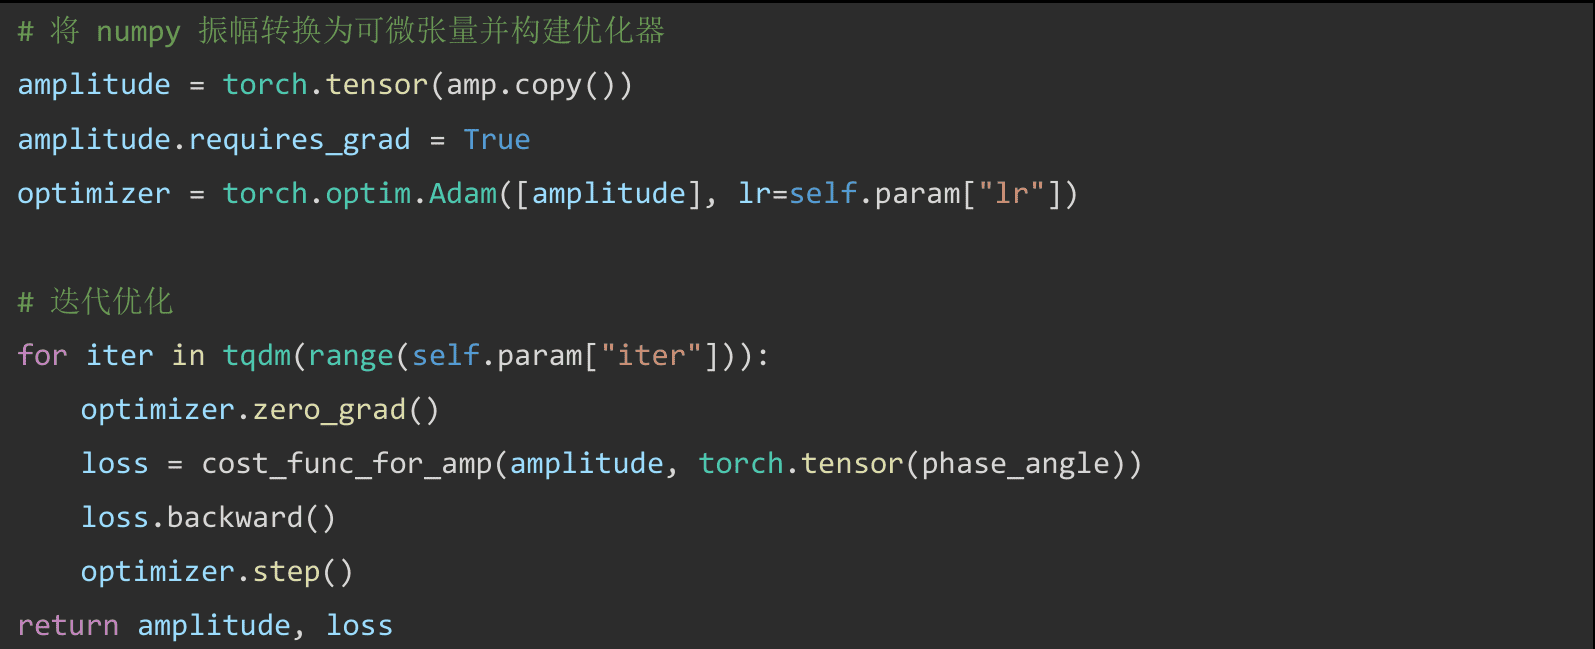 # 将 numpy 振幅转换为可微张量并构建优化器
amplitude = torch.tensor(amp.copy())
amplitude.requires_grad = True
optimizer = torch.optim.Adam([amplitude], lr=self.param["lr"])
# 迭代优化
for iter in tqdm(range(self.param["iter"])):
    optimizer.zero_grad()
    loss = cost_func_for_amp(amplitude, torch.tensor(phase_angle))
    loss.backward()
    optimizer.step()
return amplitude, loss